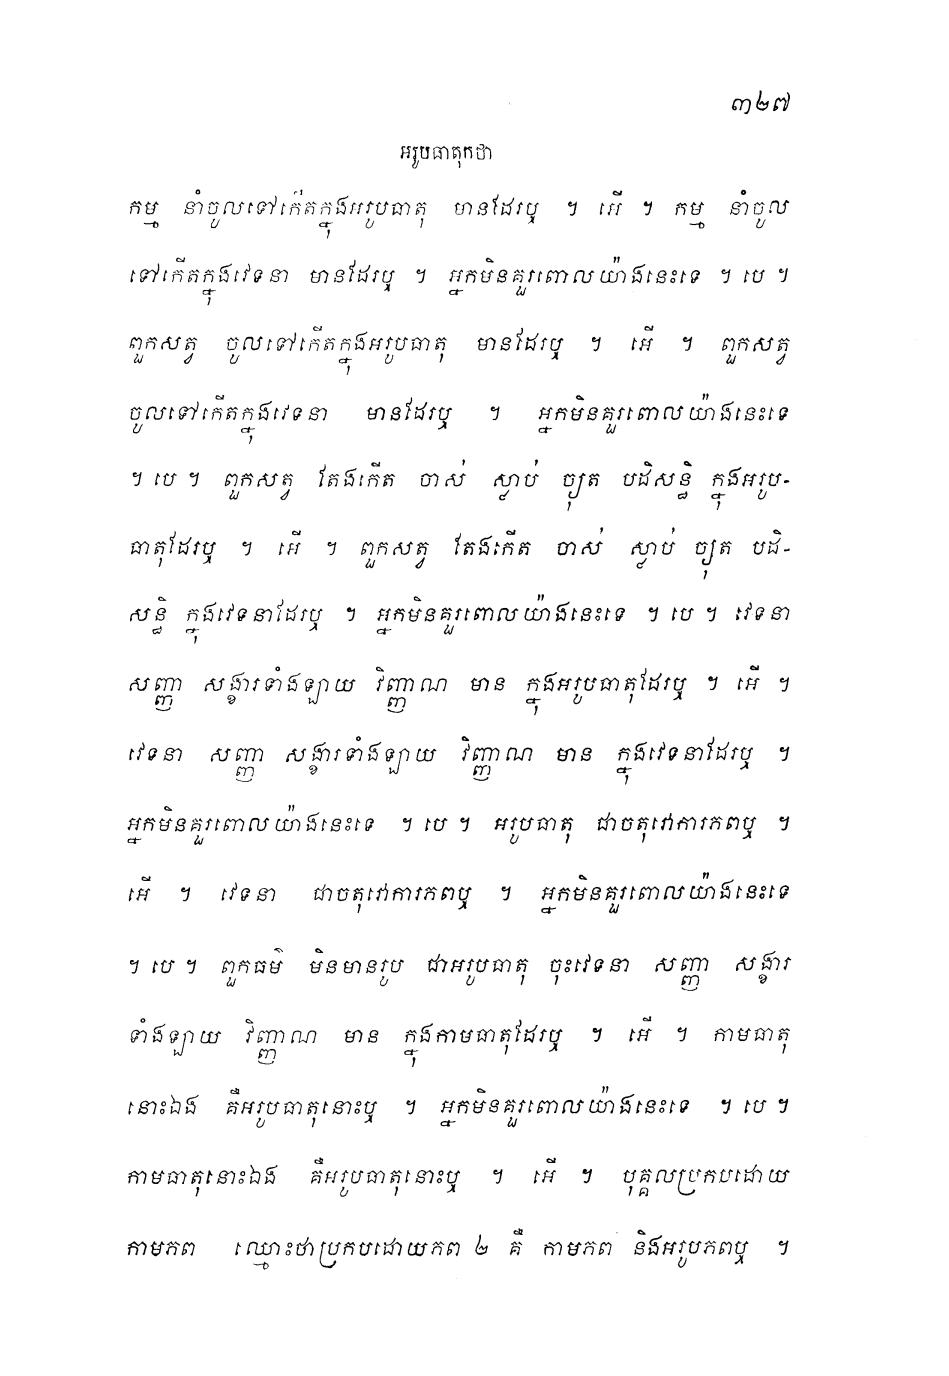 ៣២៧
អរូបធាតុកថា
កម្ម នាំចូលទៅកើតក្នុងអរូបធាតុ មានដែរឬ ។ អើ ។ កម្ម នាំចូល
ទៅកើតក្នុងវេទនា មានដែរឬ ។ អ្នកមិនគួរពោលយ៉ាងនេះទេ ។ បេ ។
ពួកសត្វ ចូលទៅកើតក្នុងអរូបធាតុ មានដែរឬ ។ អើ ។ ពួកសត្វ
ចូលទៅកើតក្នុងវេទនា មានដែរឬ ។ អ្នកមិនគួរពោលយ៉ាងនេះទេ
។ បេ ។ ពួកសត្វ តែងកើត ចាស់ ស្លាប់ ច្យុត បដិសន្ធិ ក្នុងអរូប-
ធាតុដែរឬ ។ អើ ។ ពួកសត្វ តែងកើត ចាស់ ស្លាប់ ច្យុត បដិ-
សន្ធិ ក្នុងវេទនាដែរឬ ។ អ្នកមិនគួរពោលយ៉ាងនេះទេ ។ បេ ។ វេទនា
សញ្ញា សង្ខារទាំងឡាយ វិញ្ញាណ មាន ក្នុងអរូបធាតុដែរឬ ។ អើ ។
វេទនា សញ្ញា សង្ខារទាំងឡាយ វិញ្ញាណ មាន ក្នុងវេទនាដែរឬ ។
អ្នកមិនគួរពោលយ៉ាងនេះទេ ។ បេ ។ អរូបធាតុ ជាចតុវោការភពឬ ។
អើ ។ វេទនា ជាចតុវោការភពឬ ។ អ្នកមិនគួរពោលយ៉ាងនេះទេ
។ បេ ។ ពួកធម៌ មិនមានរូប ជាអរូបធាតុ ចុះវេទនា សញ្ញា សង្ខារ
ទាំងឡាយ វិញ្ញាណ មាន ក្នុងកាមធាតុដែរឬ ។ អើ ។ កាមធាតុ
នោះឯង គឺអរូបធាតុនោះឬ ។ អ្នកមិនគួរពោលយ៉ាងនេះទេ ។ បេ ។
កាមធាតុនោះឯង គឺអរូបធាតុនោះឬ ។ អើ ។ បុគ្គលប្រកបដោយ
កាមភព ឈ្មោះថាប្រកបដោយភព ២ គឺ កាមភព និងអរូបភពឬ ។